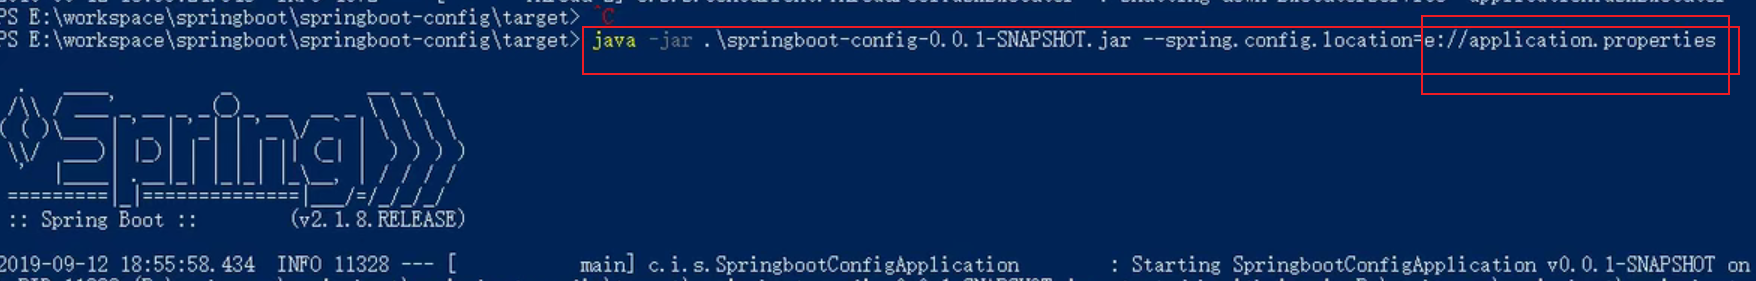 PS E:\workspace\springboot\springboot-config\target> ^C
PS E:\workspace\springboot\springboot-config\target> java -jar .\springboot-config-0.0.1-SNAPSHOT.jar --spring.config.location=e://application.properties
:: Spring Boot ::        (v2.1.8.RELEASE)
2019-09-12 18:55:58.434  INFO 11328 --- [           main] c.i.s.SpringbootConfigApplication        : Starting SpringbootConfigApplication v0.0.1-SNAPSHOT on